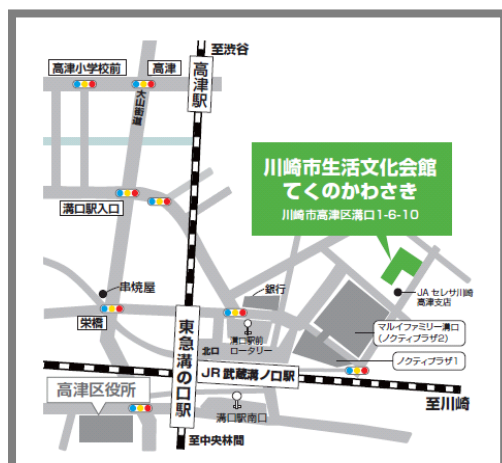 至渋谷
高津小学校前
高津
高津駅
大山街道
川崎市生活文化会館
てくのかわさき
川崎市高津区溝口1-6-10
溝口駅入口
串焼屋
銀行
JA セレサ川崎
高津支店
栄橋
溝口駅前
ロータリー
マルイファミリー溝口
(ノクティプラザ2)
北口
東急溝の口駅
ノクティプラザ1
JR 武蔵溝ノ口駅
高津区役所
至川崎
溝口駅南口
至中央林間